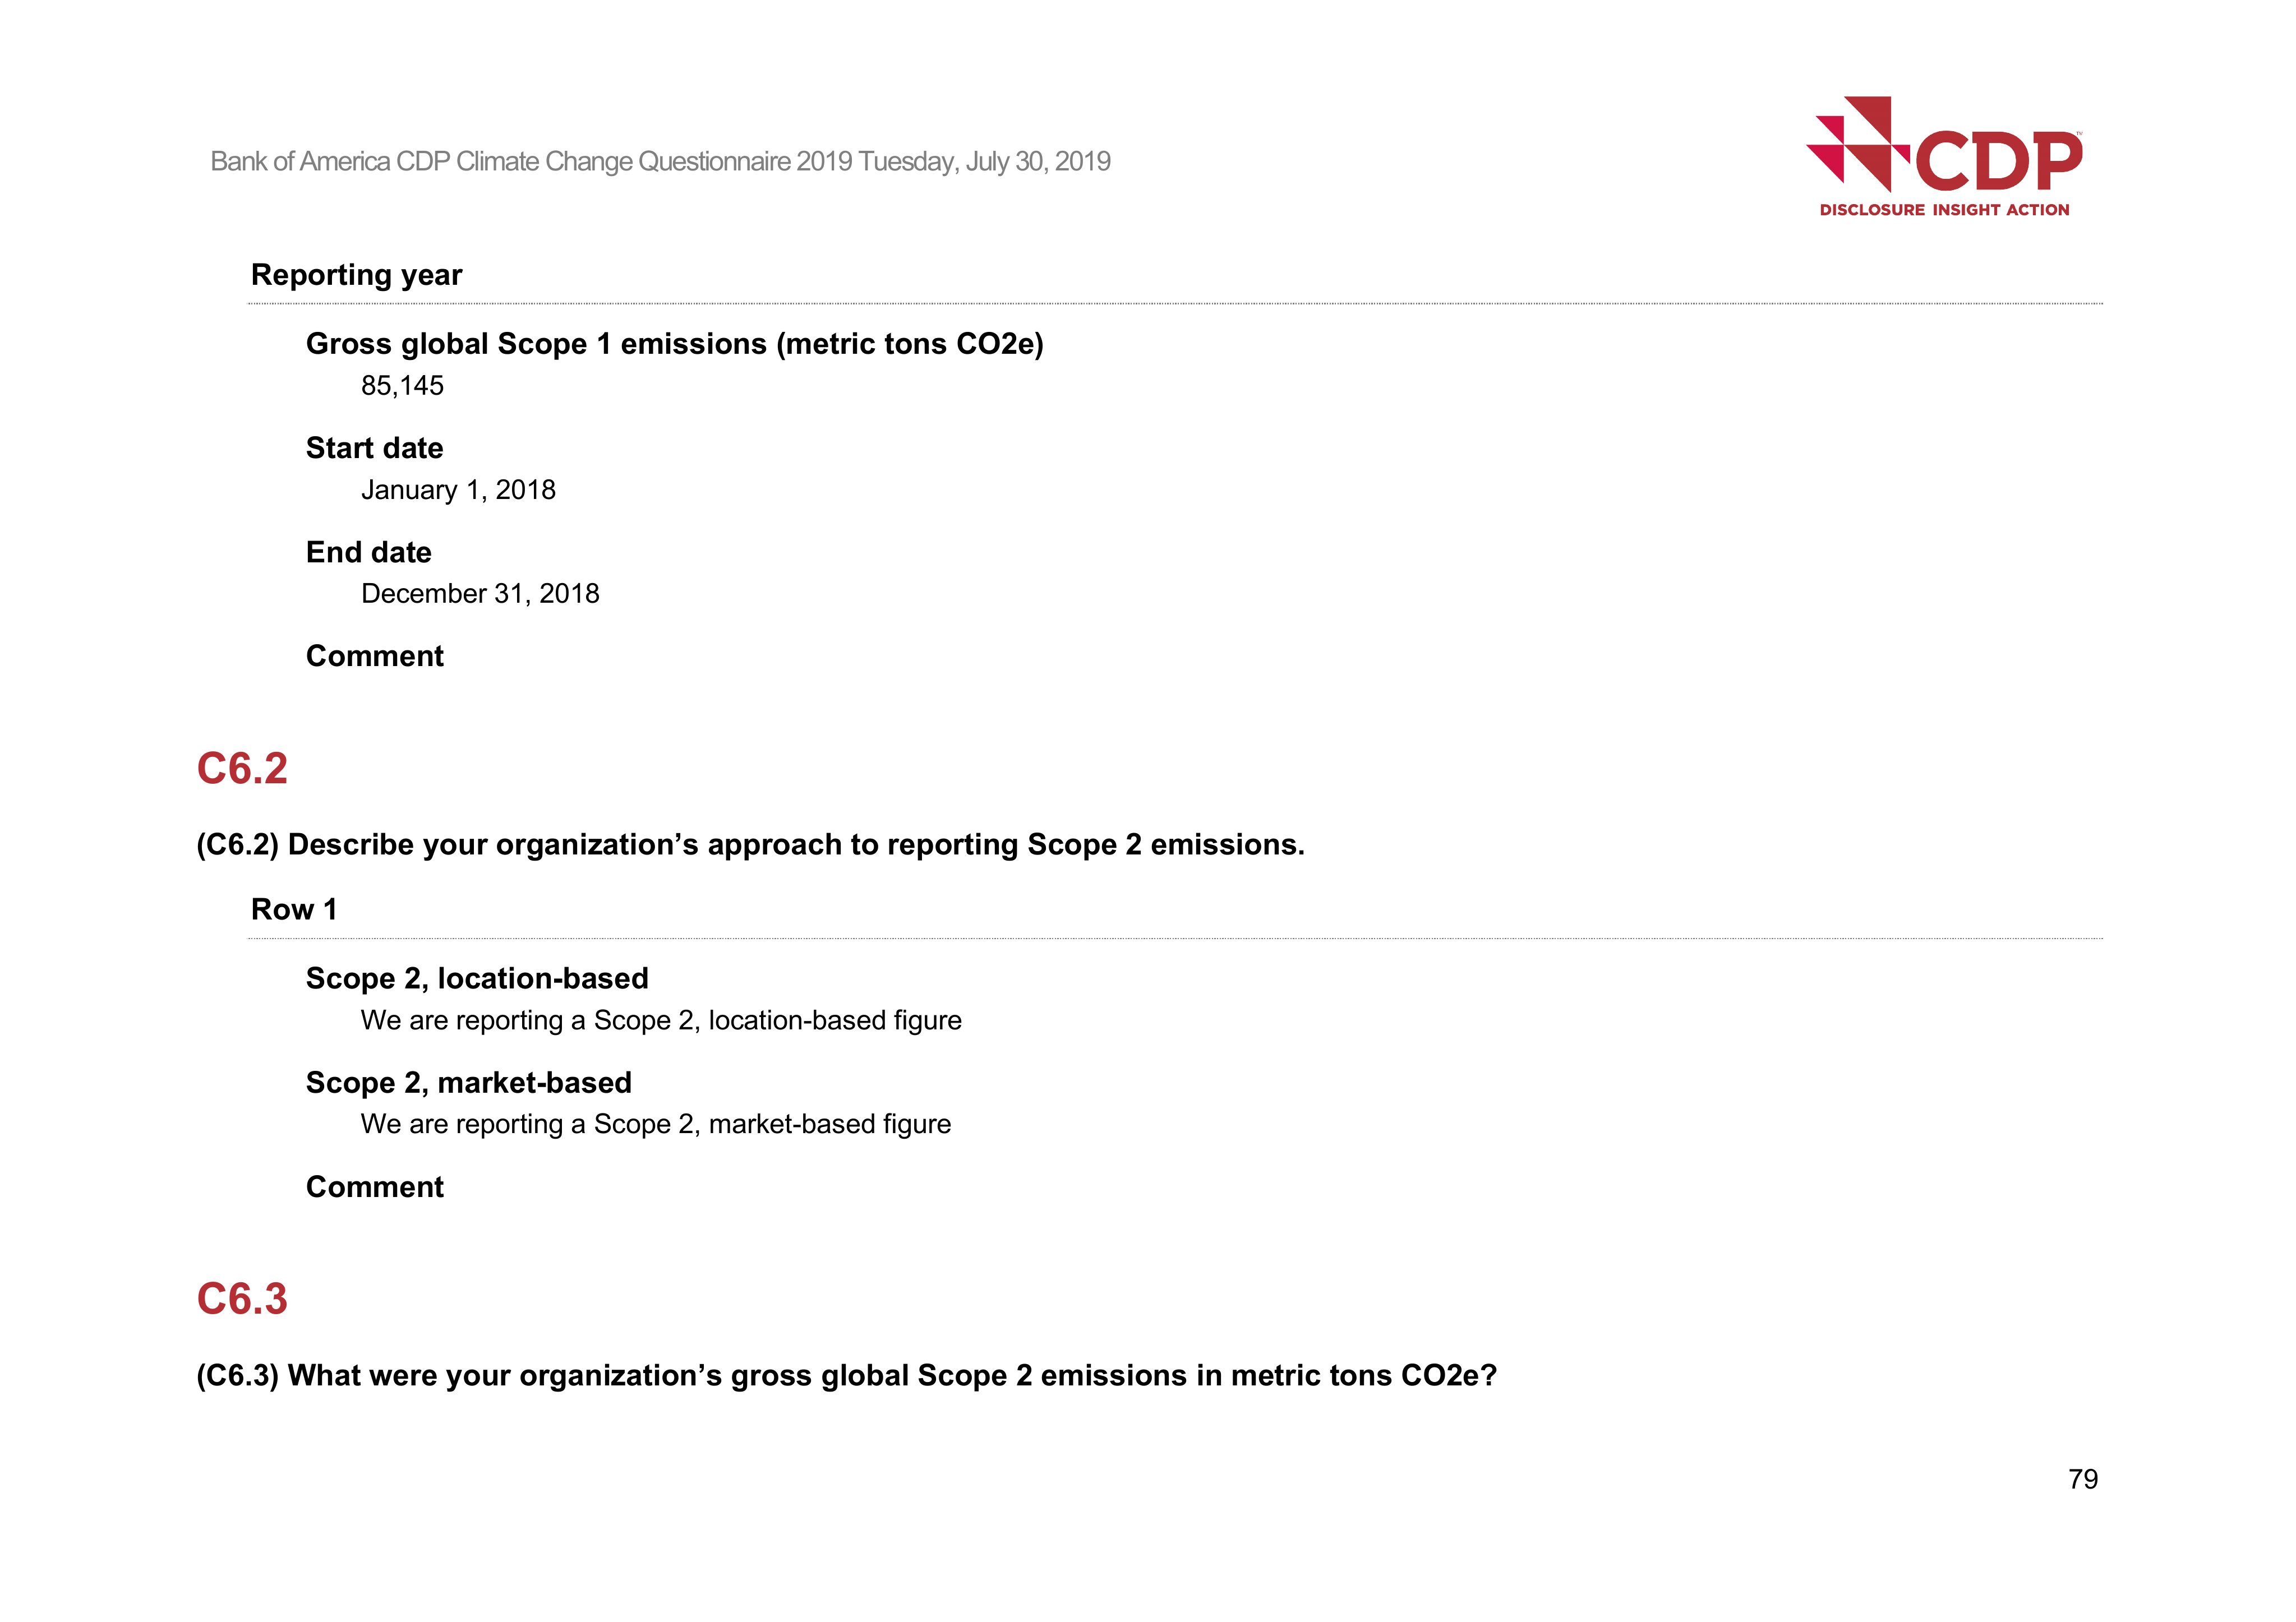 Bank of America CDP Climate Change Questionnaire 2019 Tuesday, July 30, 2019
CDP™
DISCLOSURE INSIGHT ACTION
Reporting year
Gross global Scope 1 emissions (metric tons CO2e)
85,145
Start date
January 1, 2018
End date
December 31, 2018
Comment
C6.2
(C6.2) Describe your organization’s approach to reporting Scope 2 emissions.
Row 1
Scope 2, location-based
We are reporting a Scope 2, location-based figure
Scope 2, market-based
We are reporting a Scope 2, market-based figure
Comment
C6.3
(C6.3) What were your organization’s gross global Scope 2 emissions in metric tons CO2e?
79